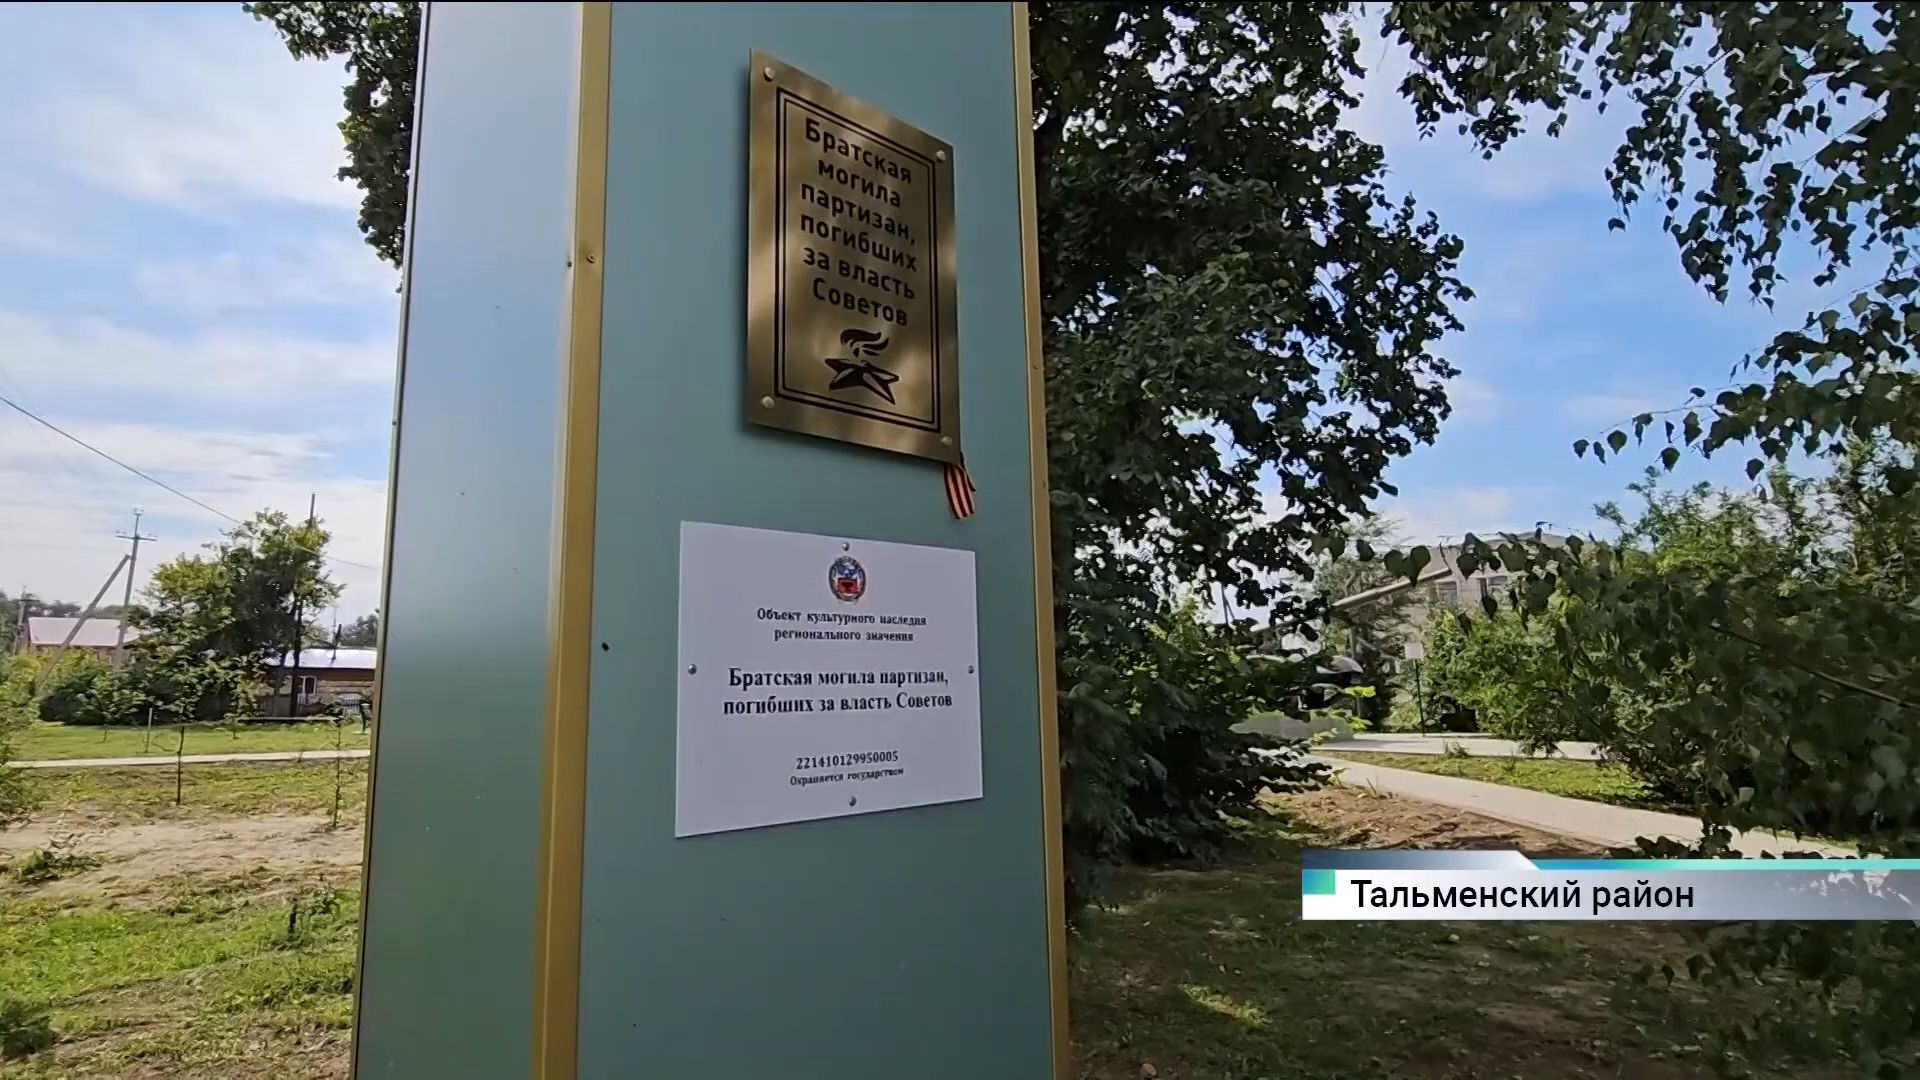 Братская
могила
партизан,
погибших
за власть
Советов
Объект культурного наследия
регионального значения
Братская могила партизан,
погибших за власть Советов
221410129950005
Охраняется государством
Тальменский район